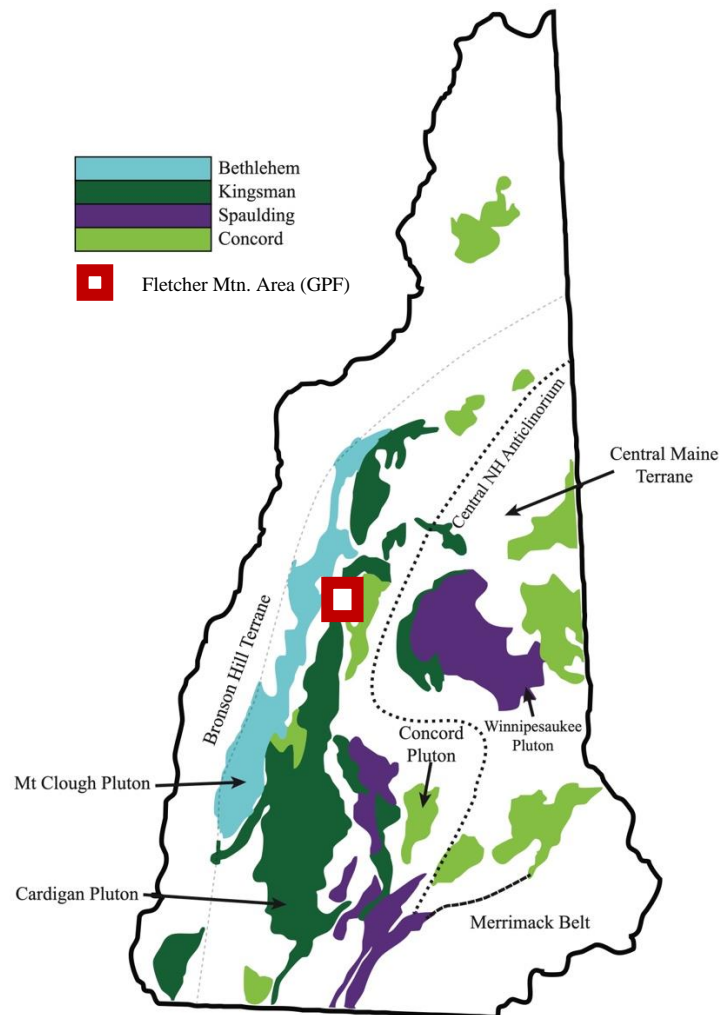 Bethlehem
Kingsman
Spaulding
Concord
Fletcher Mtn. Area (GPF)
Central NH Anticlinorium
Central Maine
Terrane
Bronson Hill Terrane
Winnipesaukee
Pluton
Concord
Pluton
Mt Clough Pluton
Cardigan Pluton
Merrimack Belt